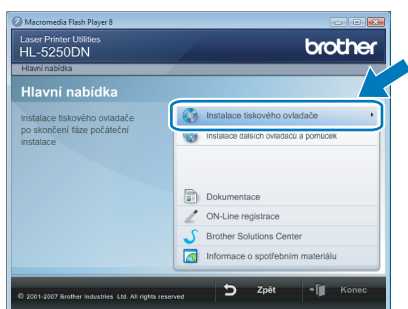 Macromedia Flash Player 8
Laser Printer Utilities
HL-5250DN
brother
Hlavní nabídka
Hlavní nabídka
Instalace tiskového ovladače
po skončení fáze počáteční
instalace
Instalace tiskového ovladače
Instalace dalších ovladačů a pomůcek
Dokumentace
ON-Line registrace
Brother Solutions Center
Informace o spotřebním materiálu
© 2001-2007 Brother Industries Ltd. All rights reserved
Zpět
Konec